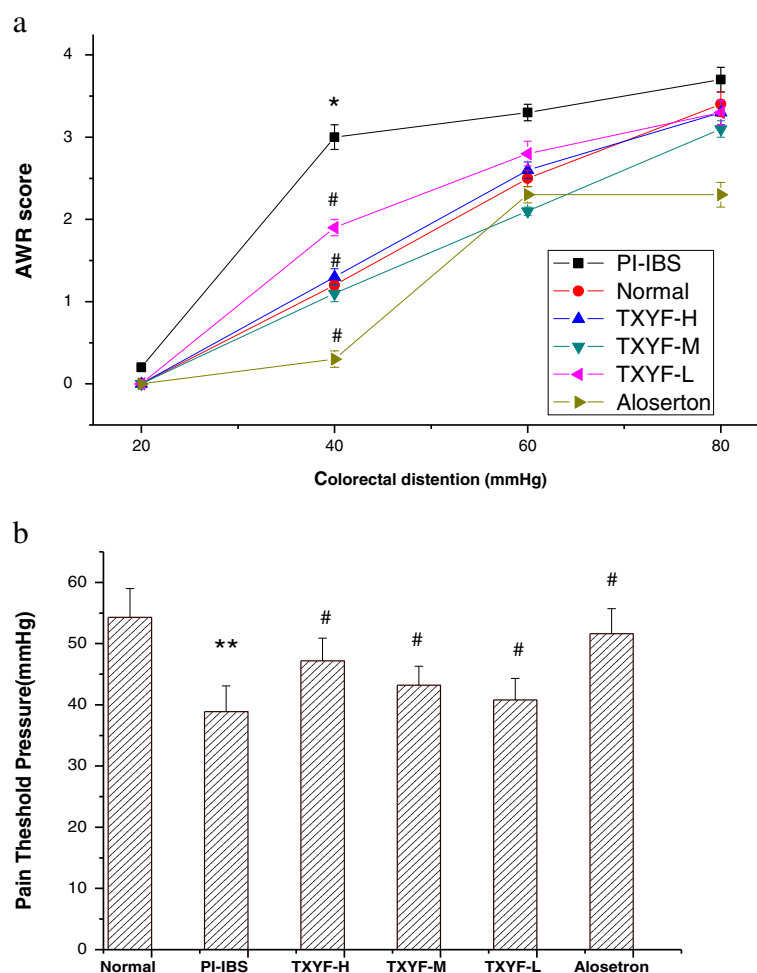 a
4
3
2
1
0
AWR score
*
#
#
#
PI-IBS
Normal
TXYF-H
TXYF-M
TXYF-L
Aloserton
20 40 60 80
Colorectal distention (mmHg)
b
60
50
40
30
20
10
0
Pain Theshold Pressure(mmHg)
** # # # #
Normal PI-IBS TXYF-H TXYF-M TXYF-L Alosetron